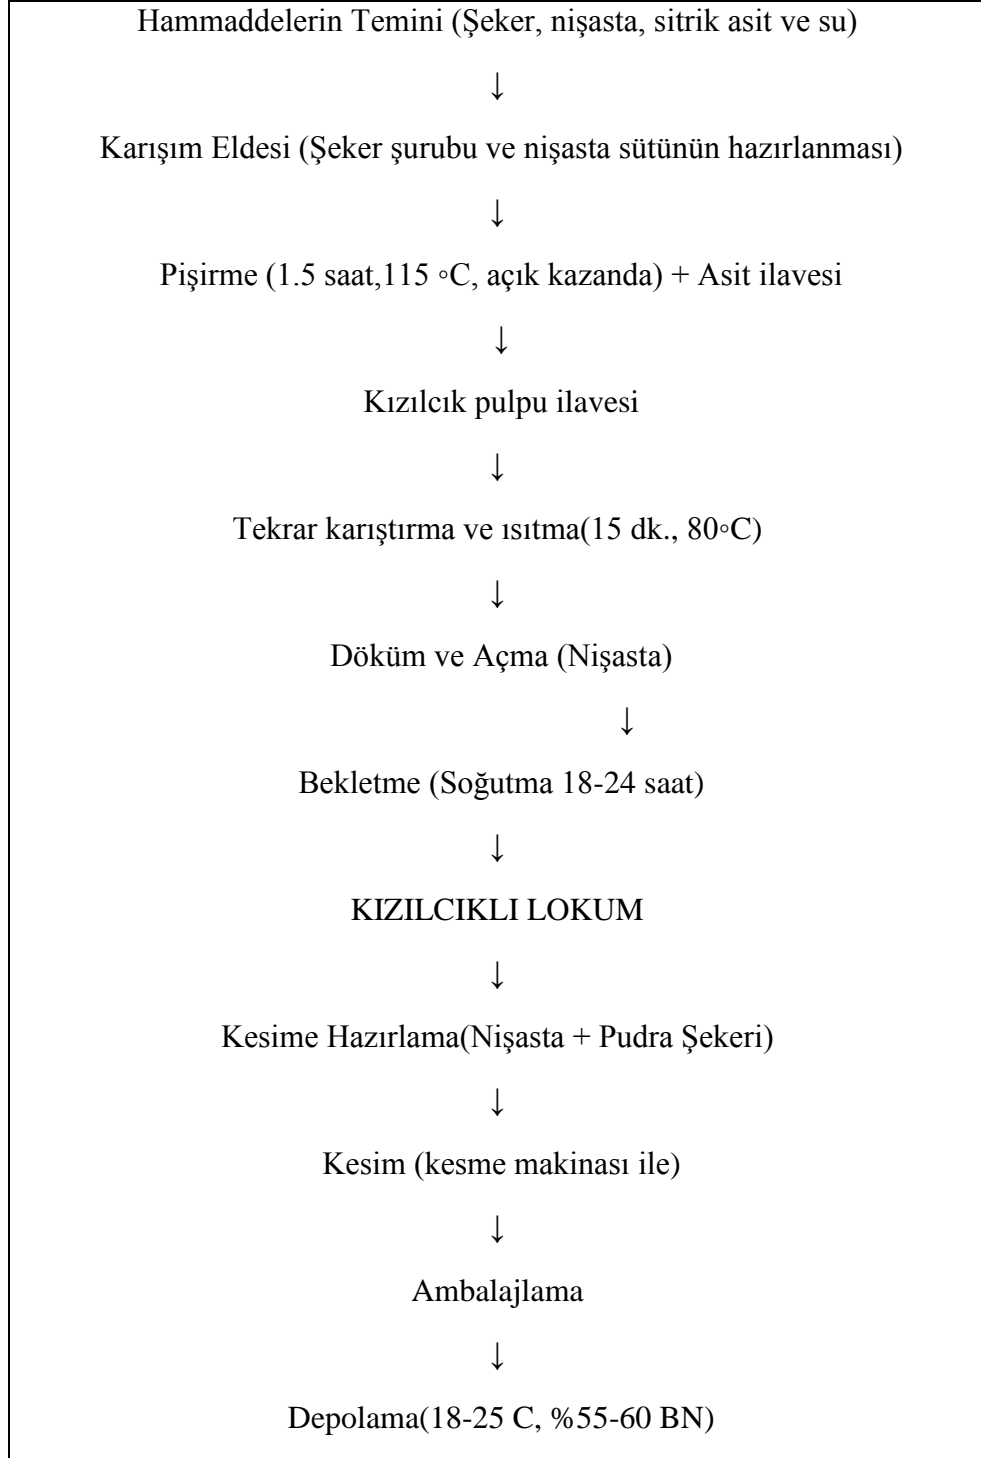 Hammaddelerin Temini (Şeker, nişasta, sitrik asit ve su)
↓
Karışım Eldesi (Şeker şurubu ve nişasta sütünün hazırlanması)
↓
Pişirme (1.5 saat,115 ◦C, açık kazanda) + Asit ilavesi
↓
Kızılcık pulpu ilavesi
↓
Tekrar karıştırma ve ısıtma(15 dk., 80◦C)
↓
Döküm ve Açma (Nişasta)
↓
Bekletme (Soğutma 18-24 saat)
↓
KIZILCIKLI LOKUM
↓
Kesime Hazırlama(Nişasta + Pudra Şekeri)
↓
Kesim (kesme makinası ile)
↓
Ambalajlama
↓
Depolama(18-25 C, %55-60 BN)